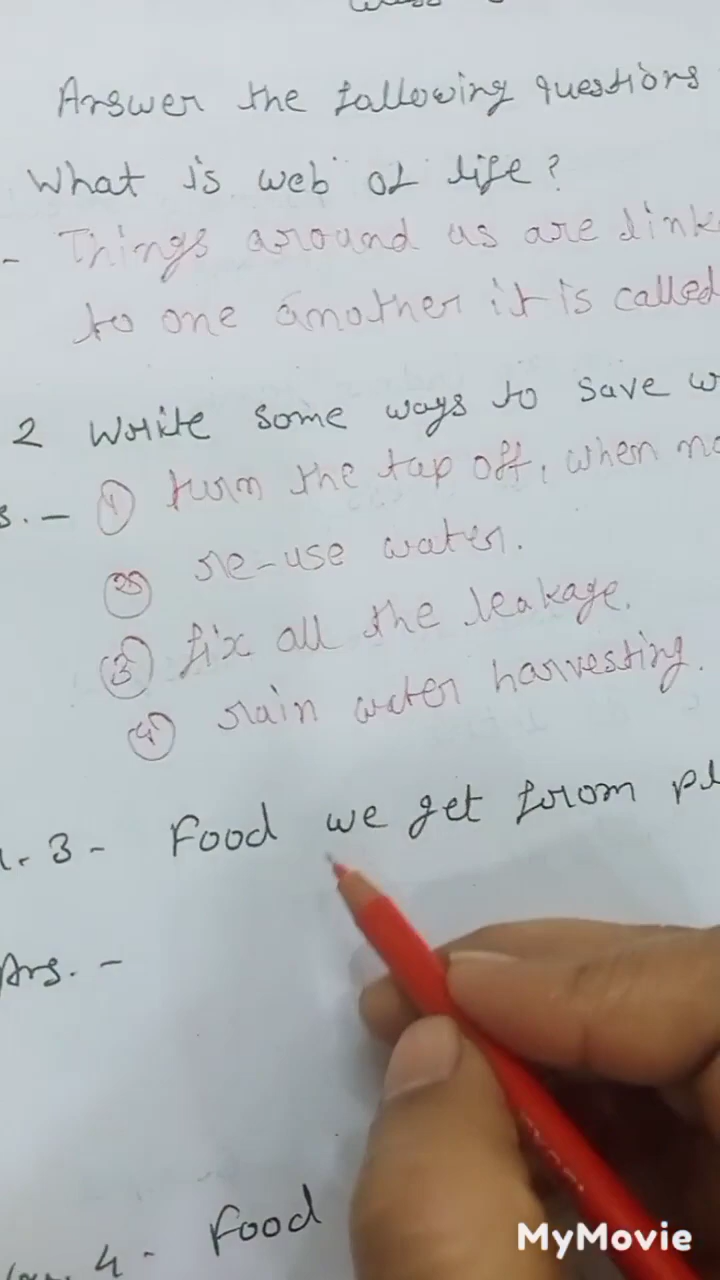 Answer the following questions
What is web of life?
- Things around us are link
to one another it is called
2 Write some ways to save w
s. - ① turn the tap off, when no
② re-use water.
③ fix all the leakage.
④ rain water harvesting.
3 - Food we get from pl
Ans. -
4 - Food
MyMovie